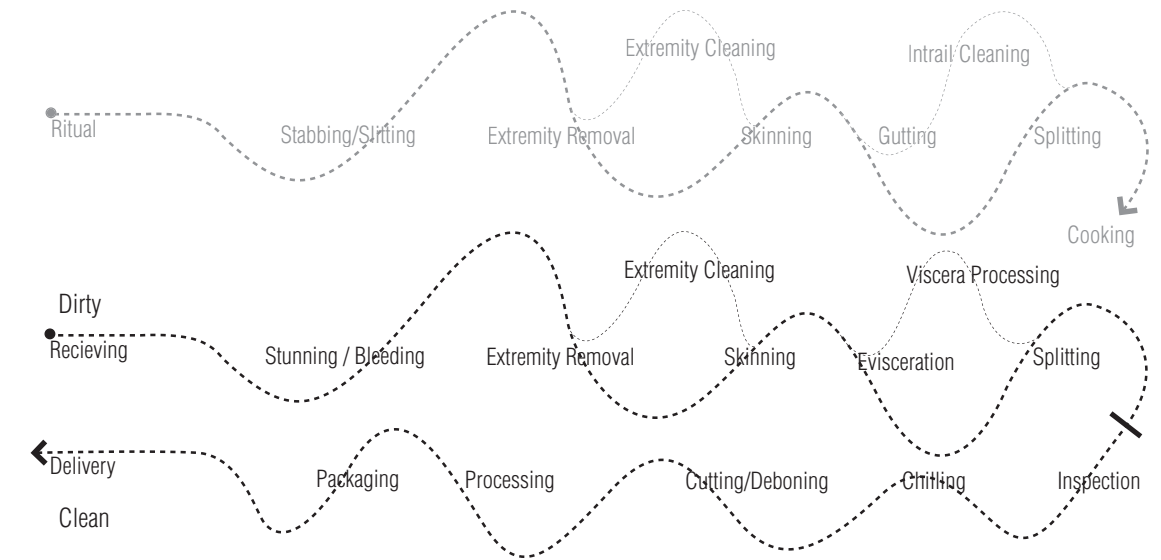 Extremity Cleaning
Intrail Cleaning
Ritual
Stabbing/Slitting
Extremity Removal
Skinning
Gutting
Splitting
Cooking
Extremity Cleaning
Viscera Processing
Dirty
Recieving
Stunning / Bleeding
Extremity Removal
Skinning
Evisceration
Splitting
Delivery
Packaging
Processing
Cutting/Deboning
Chilling
Inspection
Clean